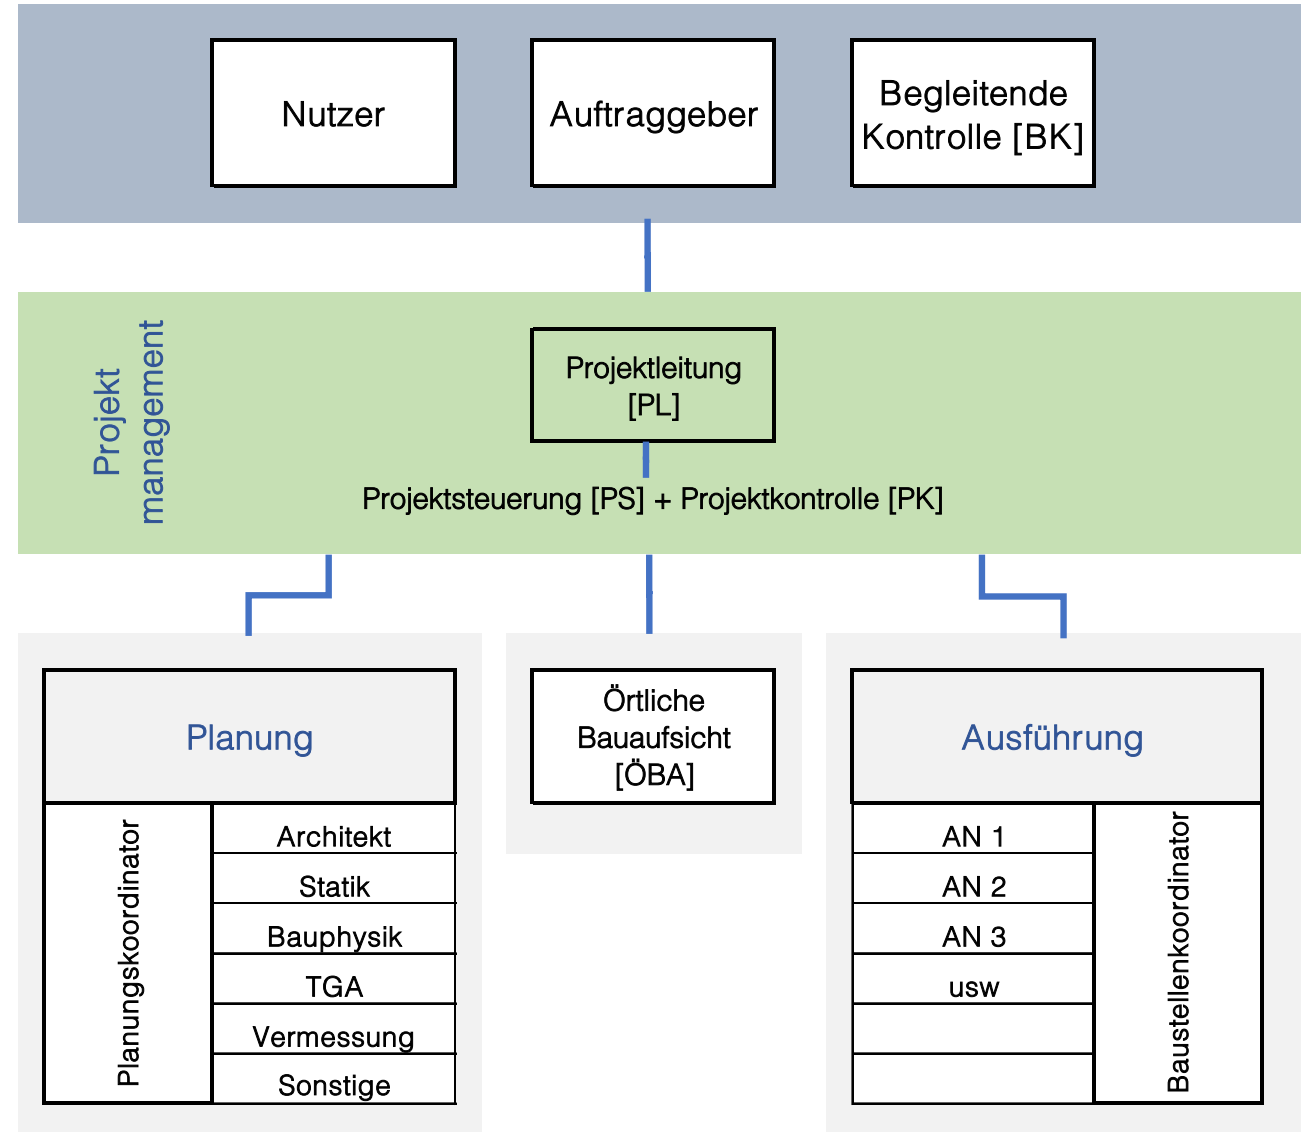 Nutzer
Auftraggeber
Begleitende
Kontrolle [BK]
Projekt
management
Projektleitung
[PL]
Projektsteuerung [PS] + Projektkontrolle [PK]
Planung
Planungskoordinator
Architekt
Statik
Bauphysik
TGA
Vermessung
Sonstige
Örtliche
Bauaufsicht
[ÖBA]
Ausführung
AN 1
AN 2
AN 3
usw
Baustellenkoordinator